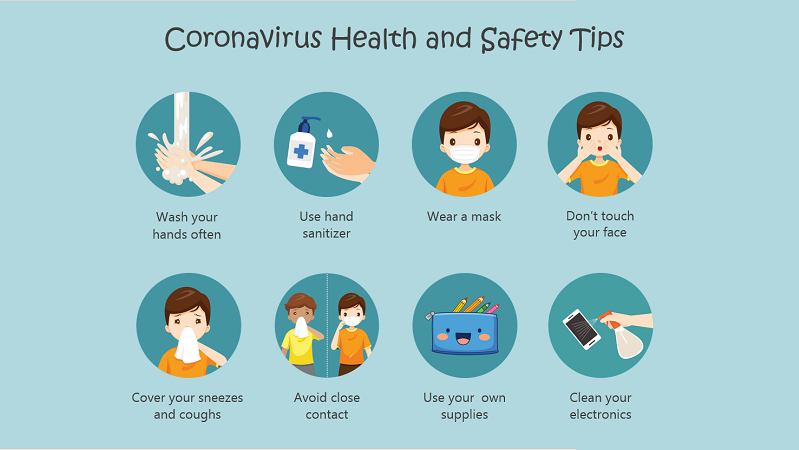 Coronavirus Health and Safety Tips
Wash your
hands often
Use hand
sanitizer
Wear a mask
Don't touch
your face
Cover your sneezes
and coughs
Avoid close
contact
Use your own
supplies
Clean your
electronics